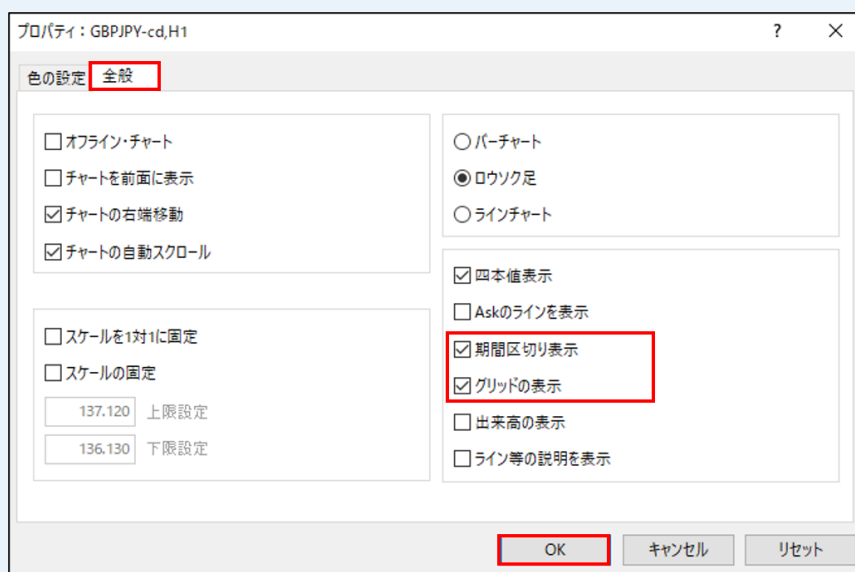 プロパティ：GBPJPY-cd,H1
色の設定
全般
オフライン・チャート
チャートを前面に表示
チャートの右端移動
チャートの自動スクロール
スケールを1対1に固定
スケールの固定
137.120 上限設定
136.130 下限設定
バーチャート
ロウソク足
ラインチャート
四本値表示
Askのラインを表示
期間区切り表示
グリッドの表示
出来高の表示
ライン等の説明を表示
OK
キャンセル
リセット